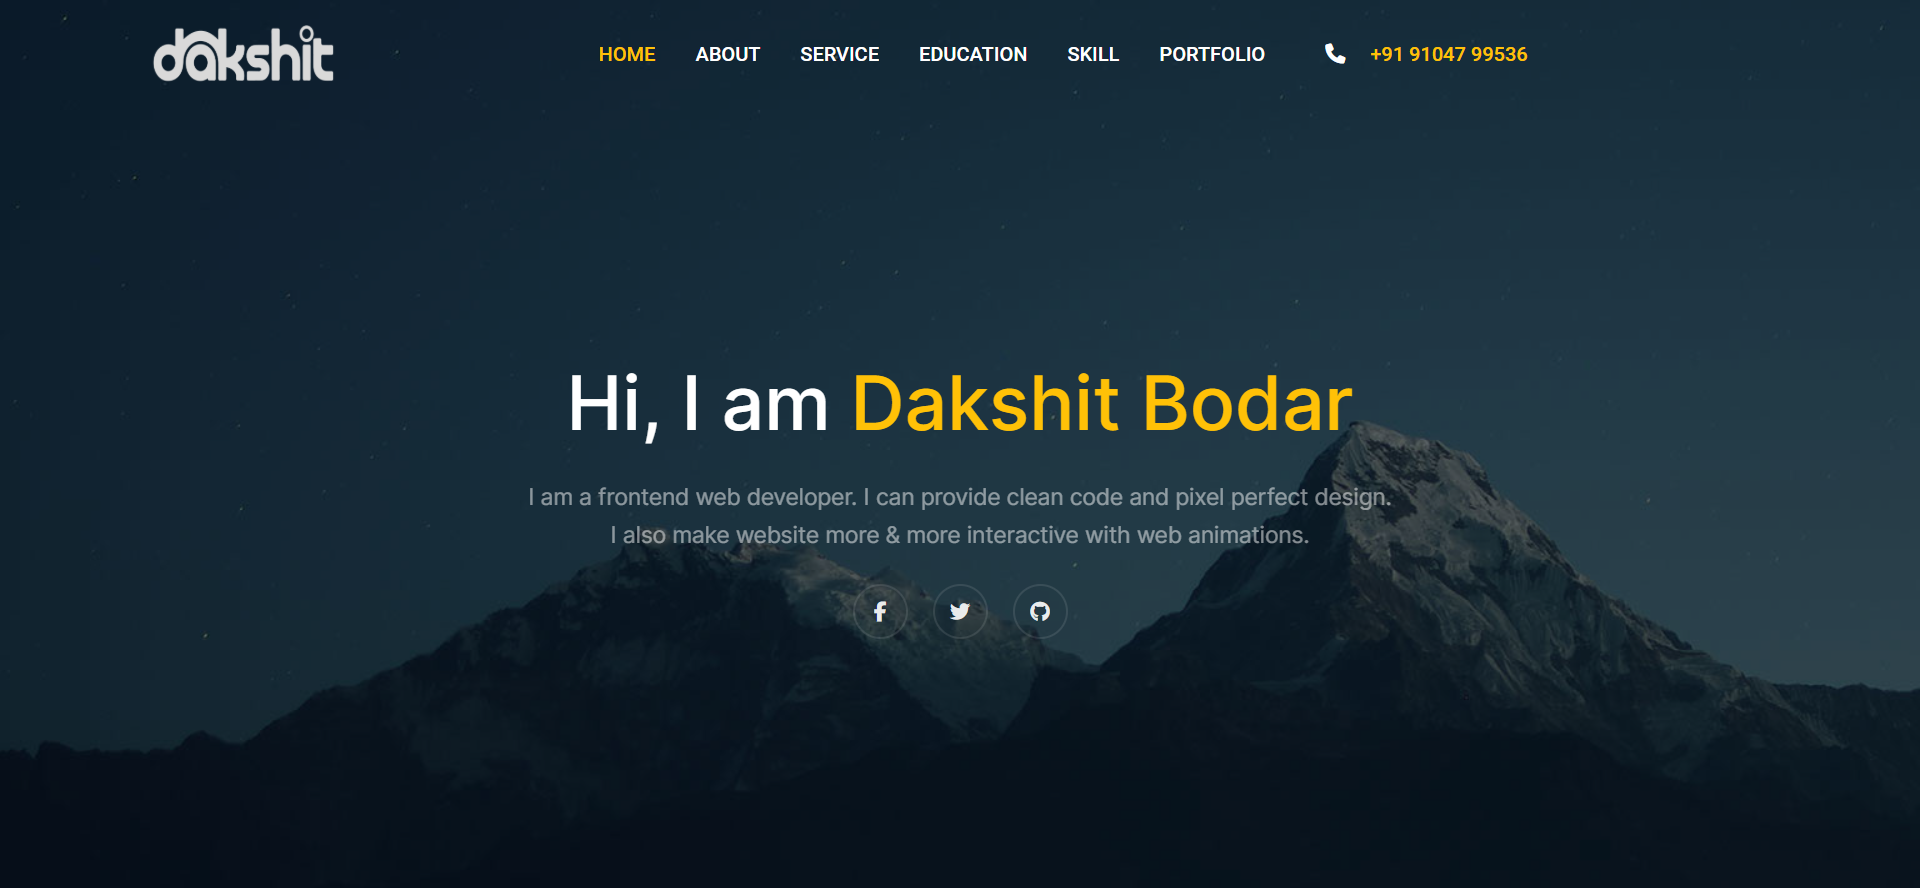 dakshit
HOME ABOUT SERVICE EDUCATION SKILL PORTFOLIO +91 91047 99536
Hi, I am Dakshit Bodar
I am a frontend web developer. I can provide clean code and pixel perfect design.
I also make website more & more interactive with web animations.